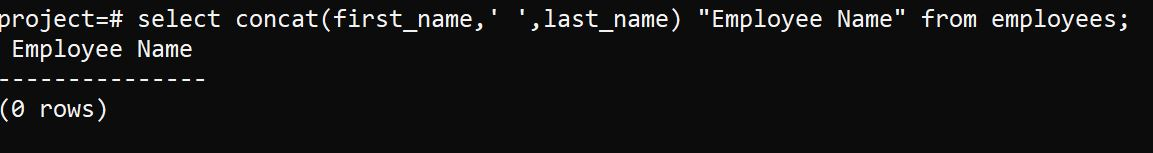 project=# select concat(first_name,' ',last_name) "Employee Name" from employees;
 Employee Name
---------------
(0 rows)